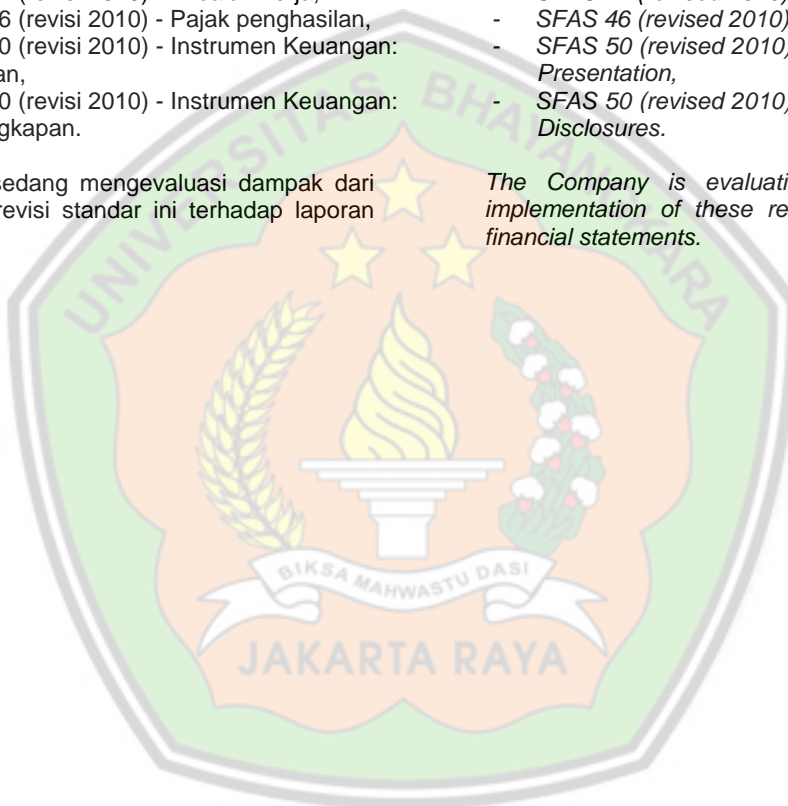 6 (revisi 2010) - Pajak penghasilan,
0 (revisi 2010) - Instrumen Keuangan:
an,
0 (revisi 2010) - Instrumen Keuangan:
gkapan.
sedang mengevaluasi dampak dari
revisi standar ini terhadap laporan
- SFAS 46 (revised 2010)
- SFAS 50 (revised 2010)
Presentation,
- SFAS 50 (revised 2010)
Disclosures.
The Company is evaluati
implementation of these re
financial statements.
UNIVERSITAS BHAYANGKARA
BIKSA MAHWASTU DASI
JAKARTA RAYA